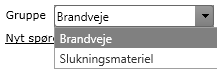 Gruppe Brandveje
Nyt spørg
Brandveje
Slukningsmateriel